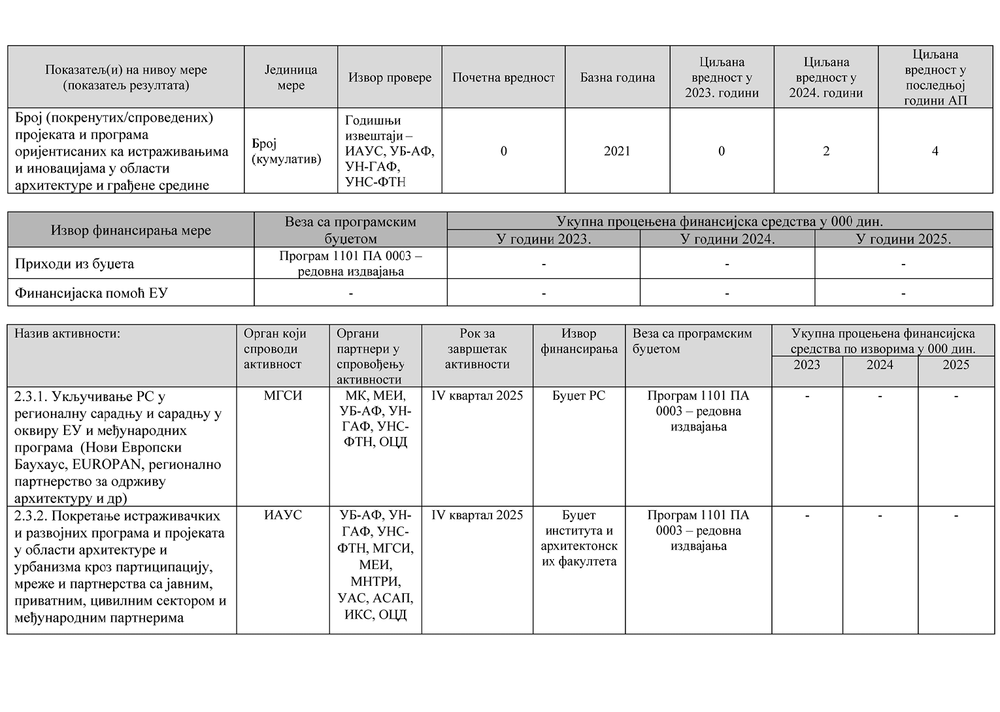 Показатељ(и) на нивоу мере
(показатељ резултата)
Јединица
мере
Извор провере
Почетна вредност
Базна година
Циљана
вредност у
2023. години
Циљана
вредност у
2024. години
Циљана
вредност у
последњој
години АП
Број (покренутих/спроведених)
пројеката и програма
оријентисаних ка истраживањима
и иновацијама у области
архитектуре и грађене средине
Број
(кумулатив)
Годишњи
извештаји –
ИАУС, УБ-АФ,
УН-ГАФ,
УНС-ФТН
0
2021
0
2
4
Извор финансирања мере
Веза са програмским
буџетом
Укупна процењена финансијска средства у 000 дин.
У години 2023.
У години 2024.
У години 2025.
Приходи из буџета
Програм 1101 ПА 0003 –
редовна издвајања
-
-
-
Финансијаска помоћ ЕУ
-
-
-
-
Назив активности:
Орган који
спроводи
активност
Органи
партнери у
спровођењу
активности
Рок за
завршетак
активности
Извор
финансирања
Веза са програмским
буџетом
Укупна процењена финансијска
средства по изворима у 000 дин.
2023
2024
2025
2.3.1. Укључивање РС у
регионалну сарадњу и сарадњу у
оквиру ЕУ и међународних
програма  (Нови Европски
Баухаус, EUROPAN, регионално
партнерство за одрживу
архитектуру и др)
МГСИ
МК, МЕИ,
УБ-АФ, УН-
ГАФ, УНС-
ФТН, ОЦД
IV квартал 2025
Буџет РС
Програм 1101 ПА
0003 – редовна
издвајања
-
-
-
2.3.2. Покретање истраживачких
и развојних програма и пројеката
у области архитектуре и
урбанизма кроз партиципацију,
мреже и партнерства са јавним,
приватним, цивилним сектором и
међународним партнерима
ИАУС
УБ-АФ, УН-
ГАФ, УНС-
ФТН, МГСИ,
МЕИ,
МНТРИ,
УАС, АСАП,
ИКС, ОЦД
IV квартал 2025
Буџет
института и
архитектонск
их факултета
Програм 1101 ПА
0003 – редовна
издвајања
-
-
-